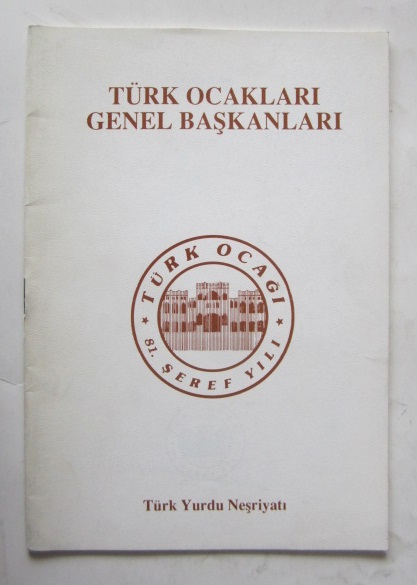 TÜRK OCAKLARI
GENEL BAŞKANLARI
TÜRK OCAĞI
★ 81. ŞEREF YILI ★
Türk Yurdu Neşriyatı